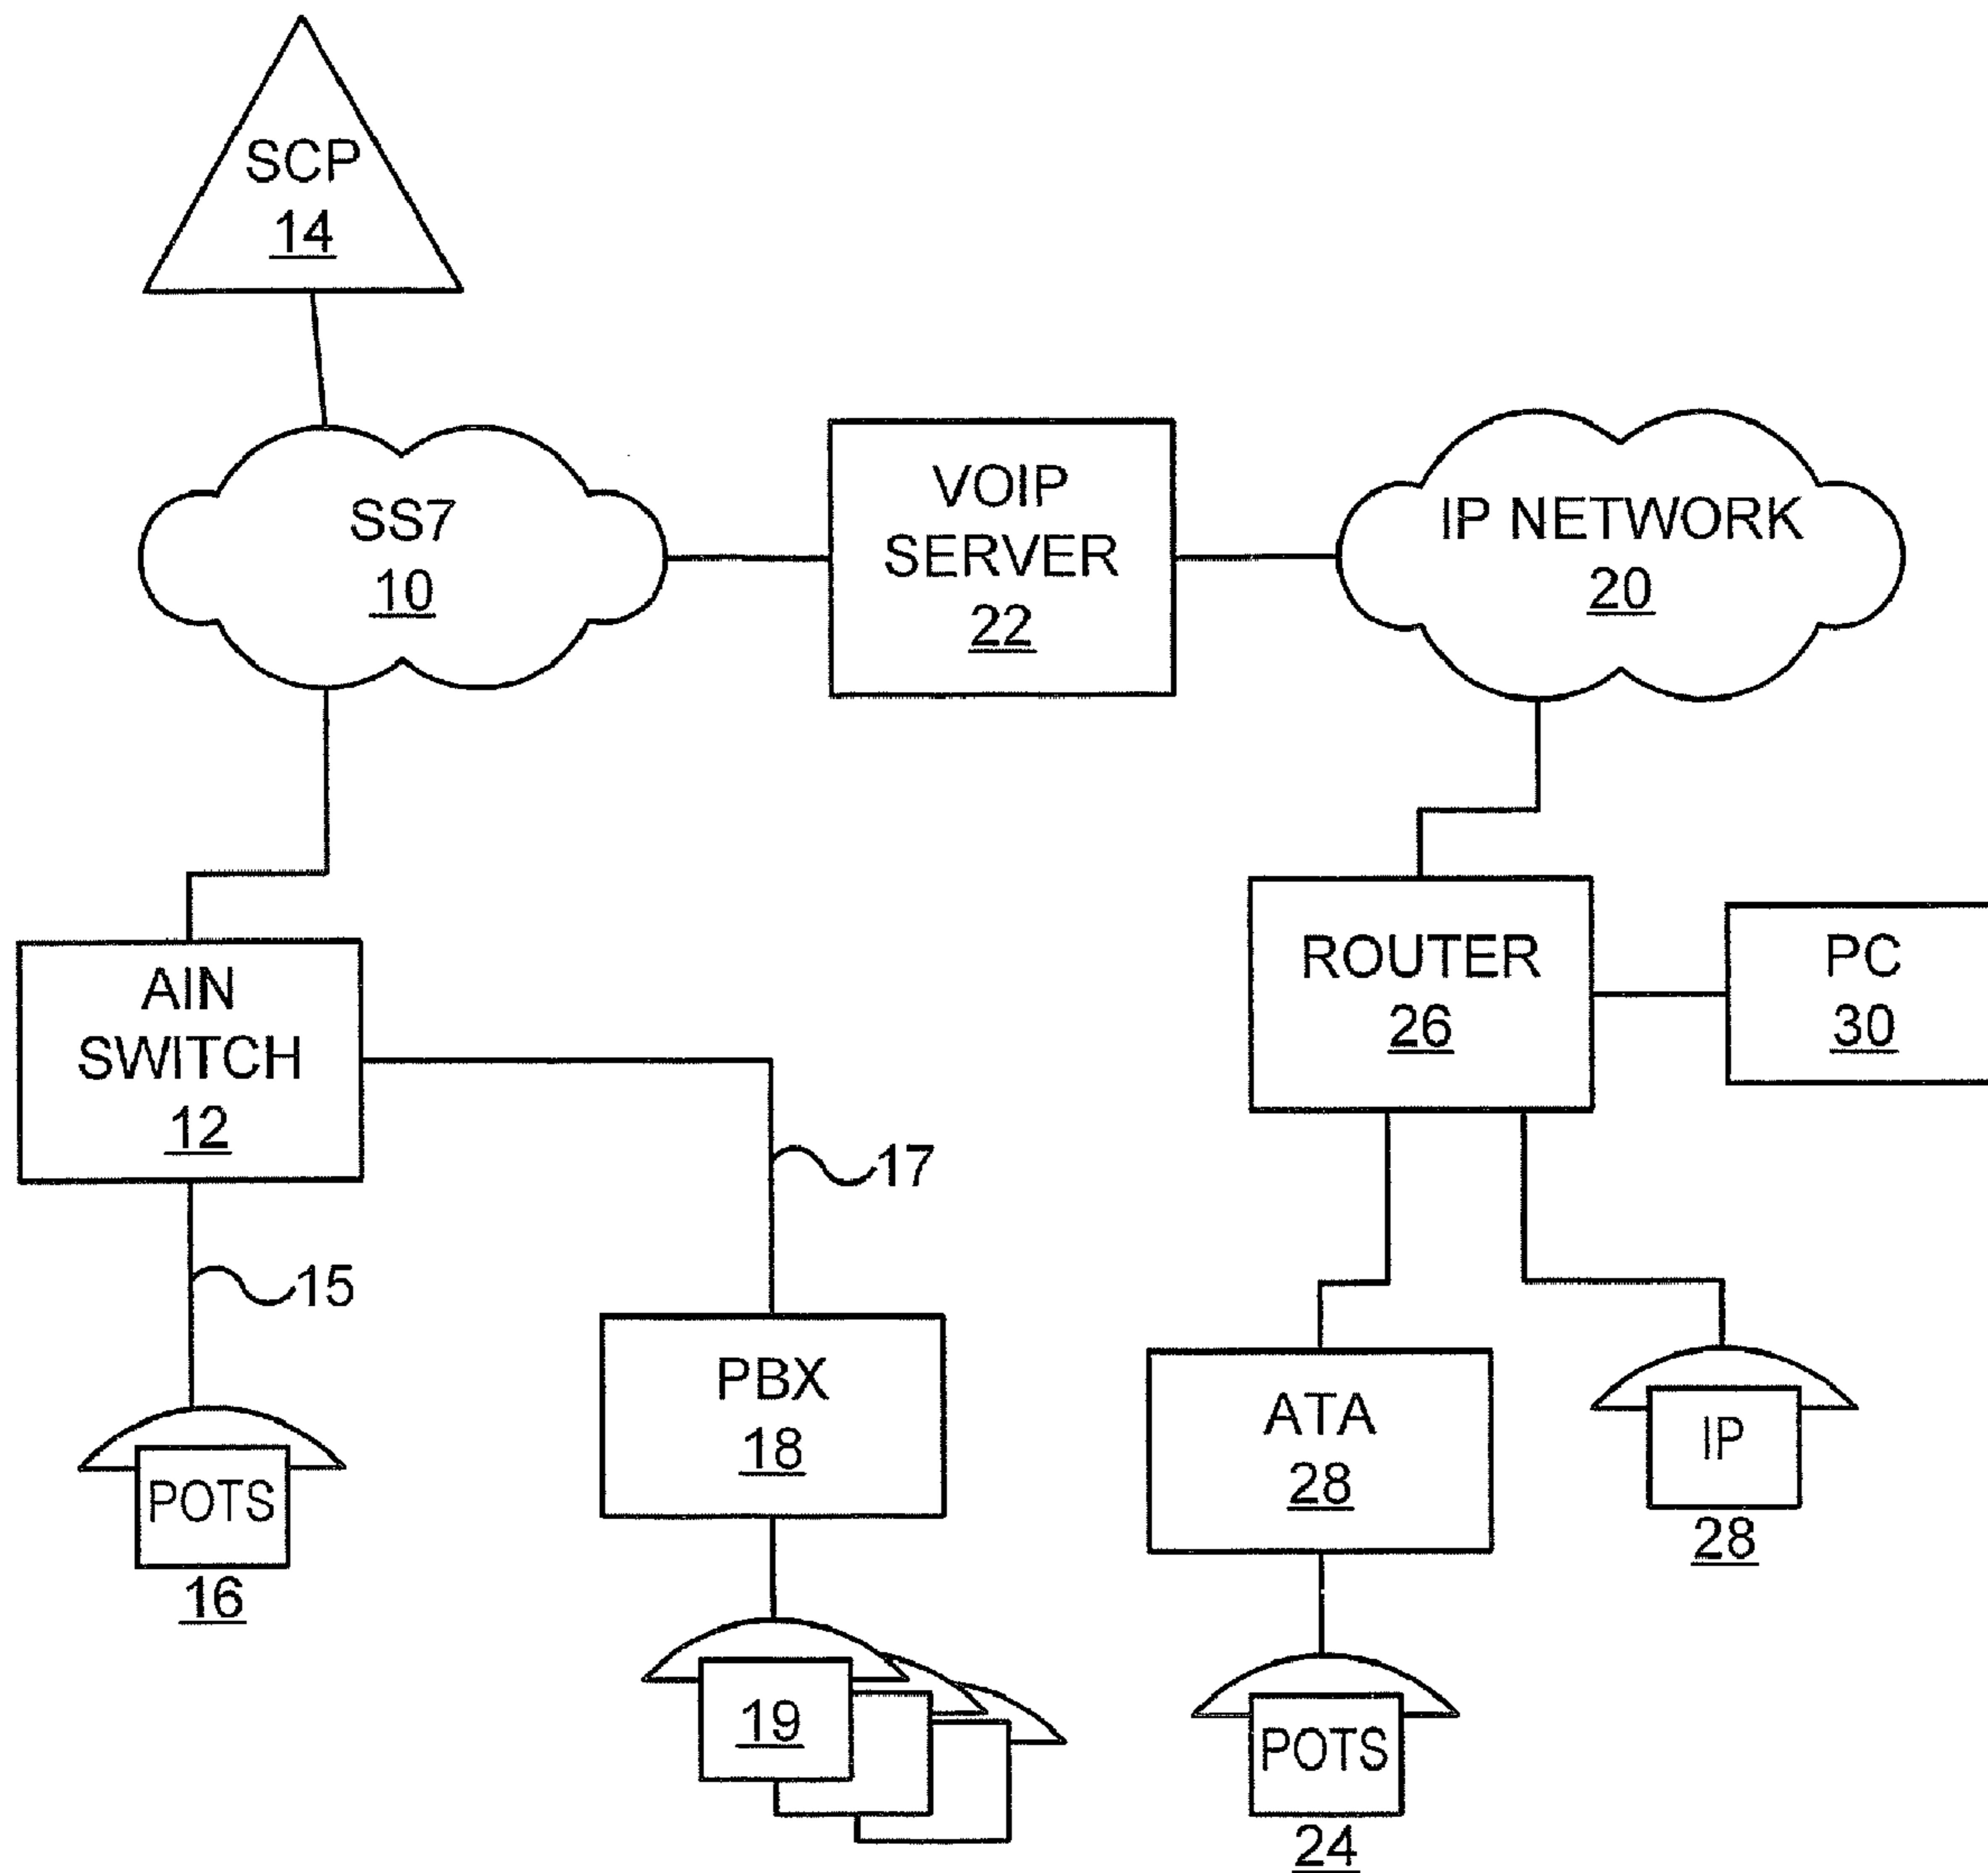 SCP
14
SS7
10
VOIP
SERVER
22
IP NETWORK
20
AIN
SWITCH
12
ROUTER
26
PC
30
17
15
PBX
18
ATA
28
IP
28
POTS
16
19
POTS
24